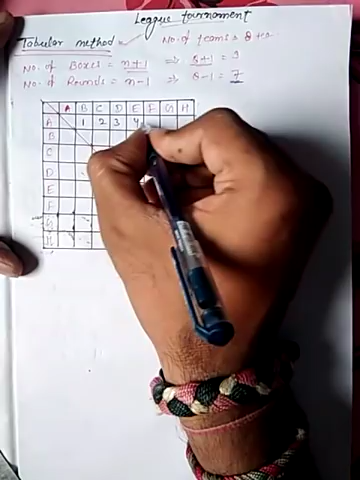 League tournament
Tabular method
No. of teams = 8 teo
No. of Boxes = n+1 ⇒ 8+1 = 9
No. of Rounds = n-1 ⇒ 8-1 = 7
A B C D E F G H
A 1 2 3 4
B
C
D
E
F
G
H